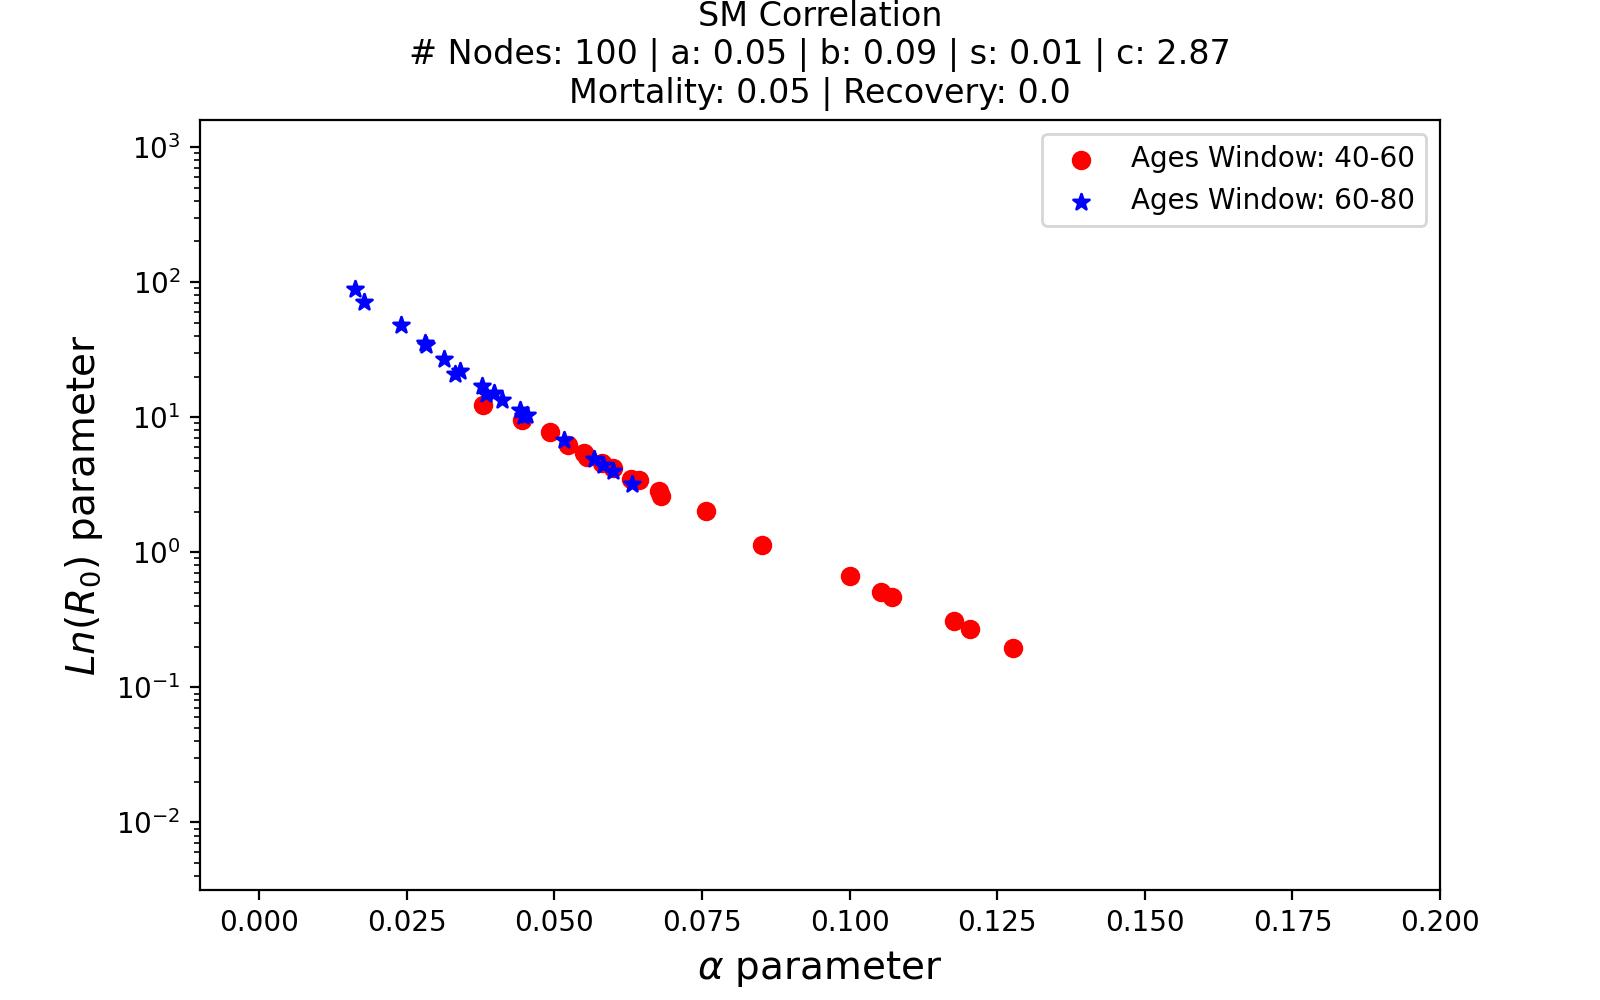 SM Correlation
# Nodes: 100 | a: 0.05 | b: 0.09 | s: 0.01 | c: 2.87
Mortality: 0.05 | Recovery: 0.0
Ages Window: 40-60
Ages Window: 60-80
10³
10²
10¹
10⁰
10⁻¹
10⁻²
Ln(R₀) parameter
0.000 0.025 0.050 0.075 0.100 0.125 0.150 0.175 0.200
α parameter